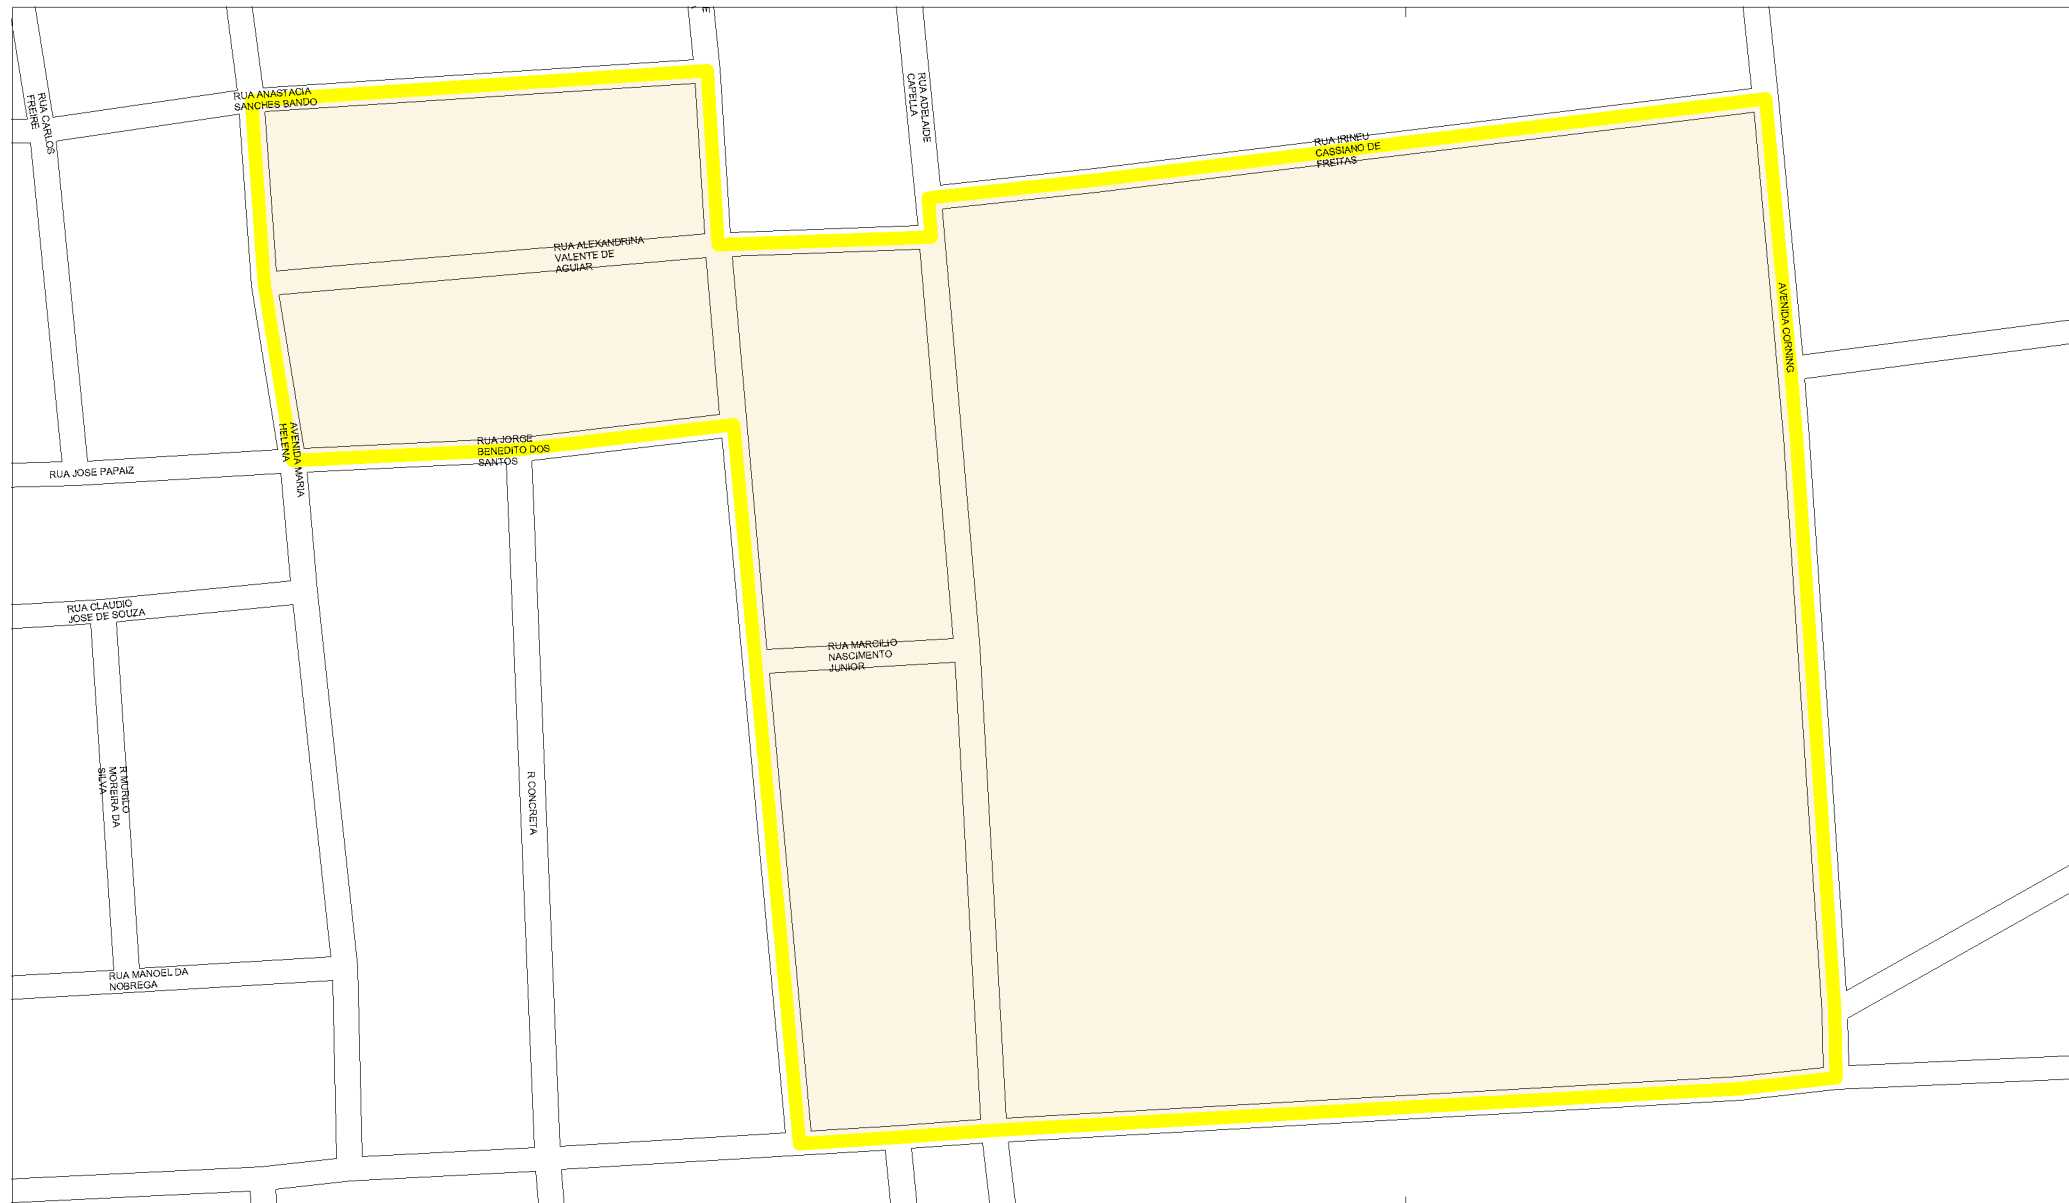 E
RUA CARLOS
FREIRE
RUA ANASTACIA
SANCHES BANDO
RUA ADELAIDE
CAPELLA
RUA IRINEU
CASSIANO DE
FREITAS
RUA ALEXANDRINA
VALENTE DE
AGUIAR
AVENIDA CORNING
AVENIDA MARIA
HELENA
RUA JORGE
BENEDITO DOS
SANTOS
RUA JOSE PAPAIZ
RUA CLAUDIO
JOSE DE SOUZA
RUA MARCILIO
NASCIMENTO
JUNIOR
R MURILO
MOREIRA DA
SILVA
R CONCRETA
RUA MANOEL DA
NOBREGA